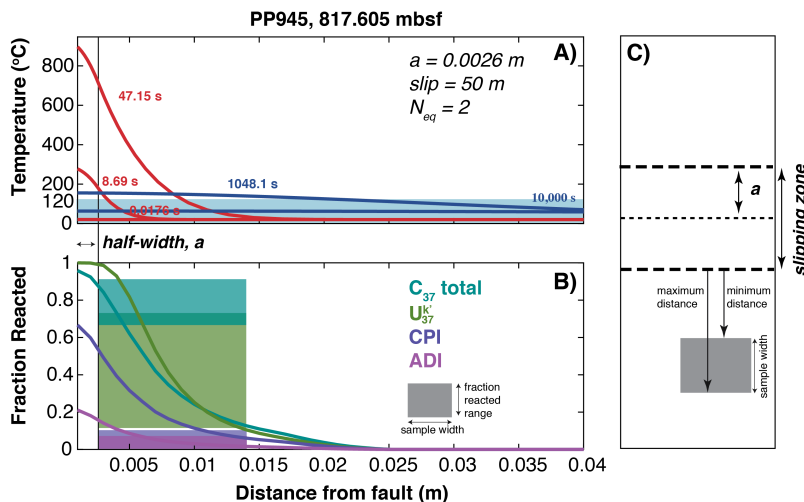 PP945, 817.605 mbsf
A)
a = 0.0026 m
slip = 50 m
N_eq = 2
Temperature (ºC)
800
600
400
200
120
0
47.15 s
8.69 s
0.0176 s
1048.1 s
10,000 s
half-width, a
B)
Fraction Reacted
1
0.8
0.6
0.4
0.2
0
C37 total
U37k'
CPI
ADI
fraction
reacted
range
sample width
0.005
0.01
0.015
0.02
0.025
0.03
0.035
0.04
Distance from fault (m)
C)
a
slipping zone
maximum
distance
minimum
distance
sample width